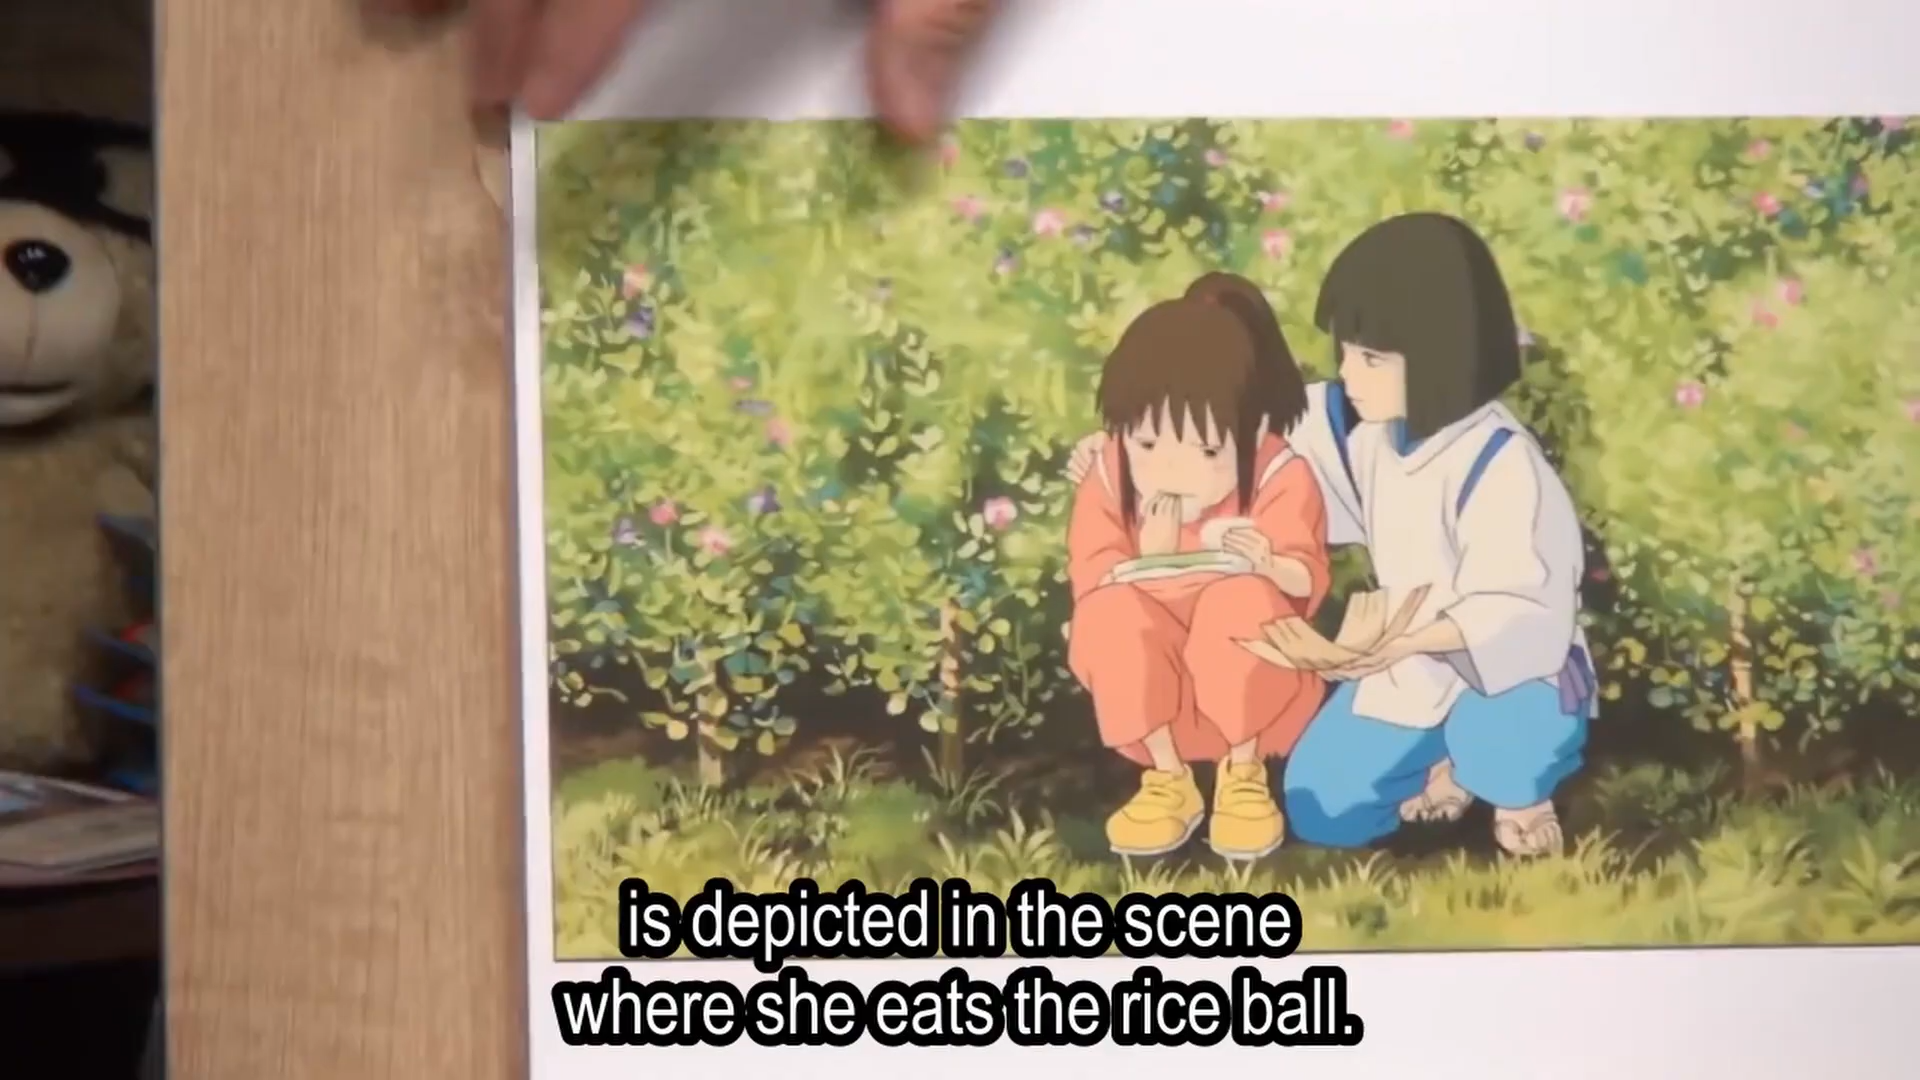 is depicted in the scene
where she eats the rice ball.